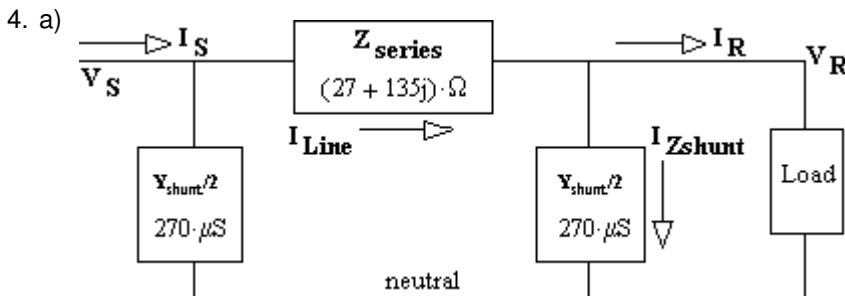 4. a)
I S
Z series
I R
V S
(27 + 135j)·Ω
V R
I Line
I Zshunt
Y shunt/2
270·μS
Y shunt/2
270·μS
Load
neutral